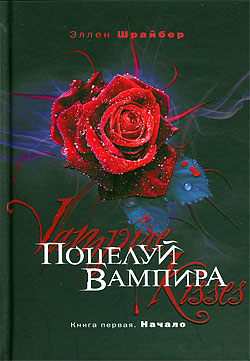 Эллен Шрайбер
Vampire
Поцелуй
Вампира
Kisses
Книга первая. Начало